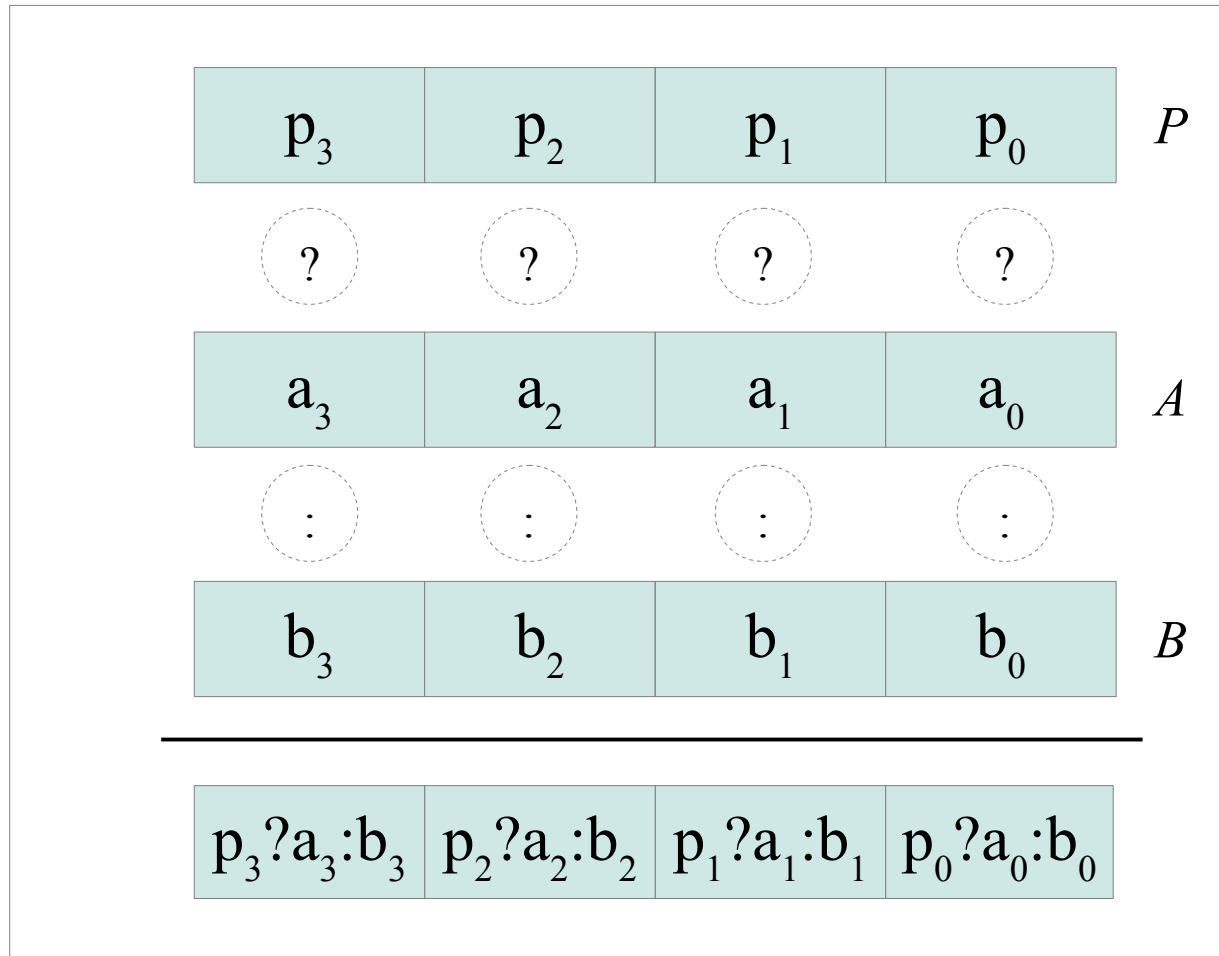 p₃ p₂ p₁ p₀ P
? ? ? ?
a₃ a₂ a₁ a₀ A
: : : :
b₃ b₂ b₁ b₀ B
p₃?a₃:b₃ p₂?a₂:b₂ p₁?a₁:b₁ p₀?a₀:b₀